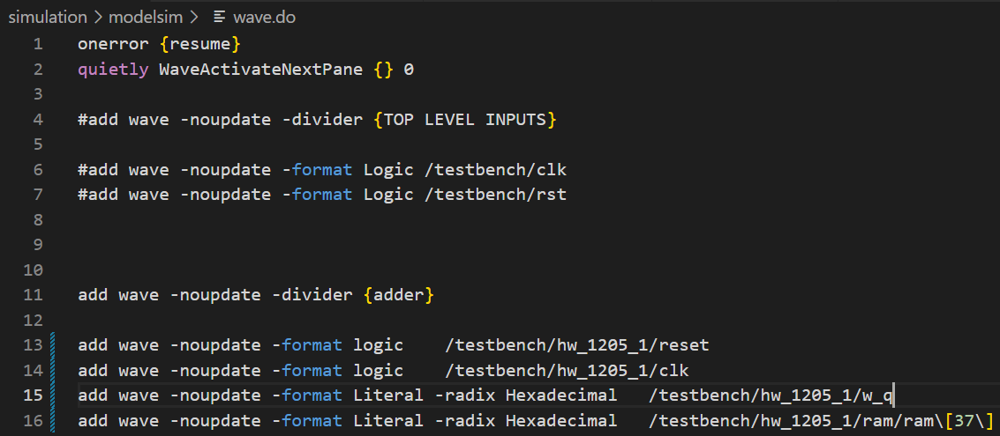 simulation > modelsim > wave.do
1 onerror {resume}
2 quietly WaveActivateNextPane {} 0
3
4 #add wave -noupdate -divider {TOP LEVEL INPUTS}
5
6 #add wave -noupdate -format Logic /testbench/clk
7 #add wave -noupdate -format Logic /testbench/rst
8
9
10
11 add wave -noupdate -divider {adder}
12
13 add wave -noupdate -format logic    /testbench/hw_1205_1/reset
14 add wave -noupdate -format logic    /testbench/hw_1205_1/clk
15 add wave -noupdate -format Literal -radix Hexadecimal   /testbench/hw_1205_1/w_q
16 add wave -noupdate -format Literal -radix Hexadecimal   /testbench/hw_1205_1/ram/ram\[37\]